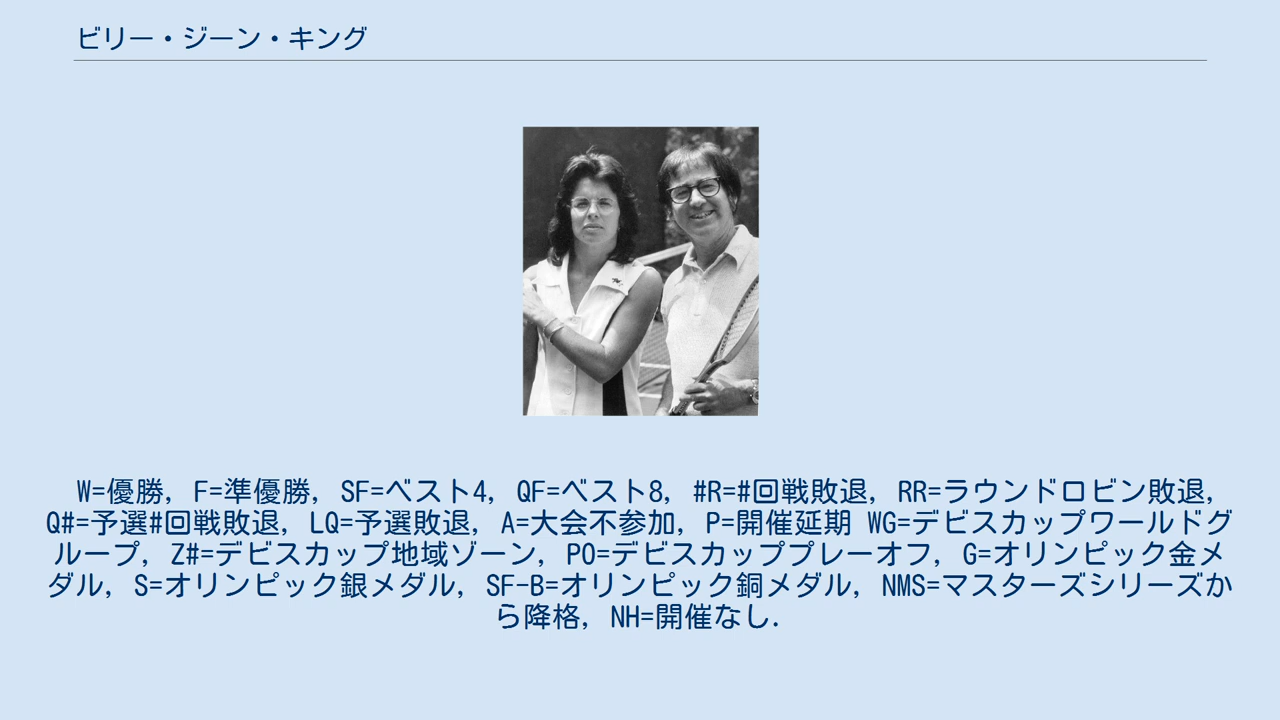 ビリー・ジーン・キング
W=優勝, F=準優勝, SF=ベスト4, QF=ベスト8, #R=#回戦敗退, RR=ラウンドロビン敗退,
Q#=予選#回戦敗退, LQ=予選敗退, A=大会不参加, P=開催延期 WG=デビスカップワールドグ
ループ, Z#=デビスカップ地域ゾーン, PO=デビスカッププレーオフ, G=オリンピック金メ
ダル, S=オリンピック銀メダル, SF-B=オリンピック銅メダル, NMS=マスターズシリーズか
ら降格, NH=開催なし.